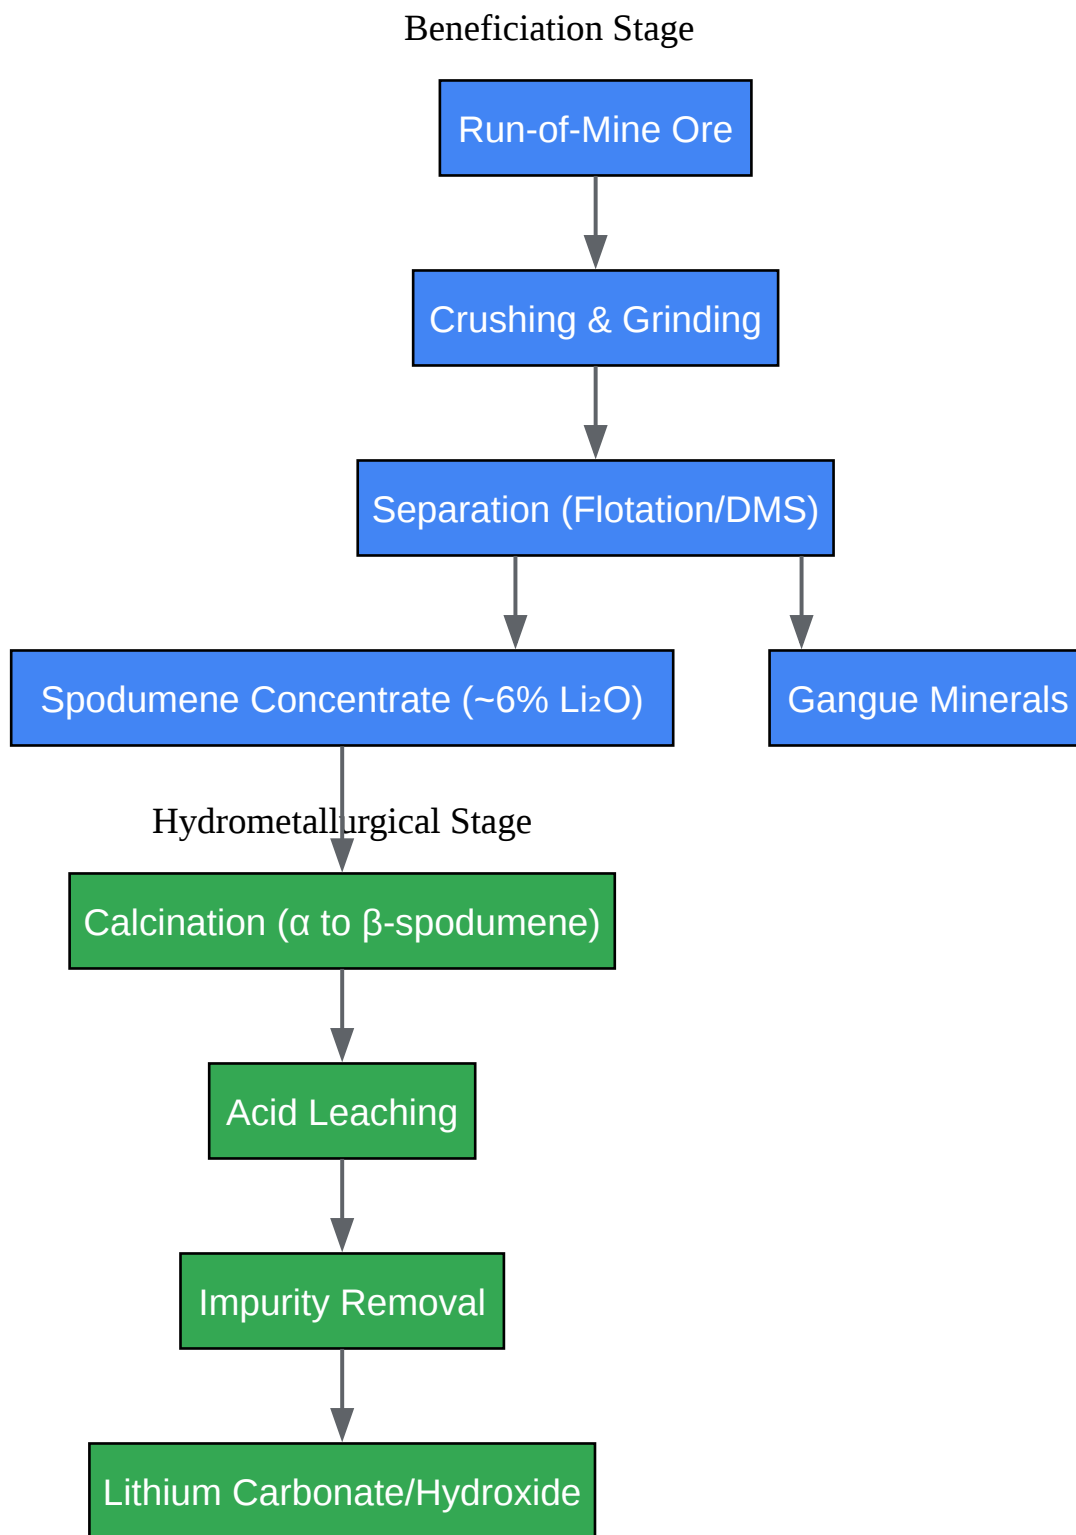 Beneficiation Stage
Run-of-Mine Ore
Crushing & Grinding
Separation (Flotation/DMS)
Spodumene Concentrate (~6% Li₂O)
Gangue Minerals
Hydrometallurgical Stage
Calcination (α to β-spodumene)
Acid Leaching
Impurity Removal
Lithium Carbonate/Hydroxide